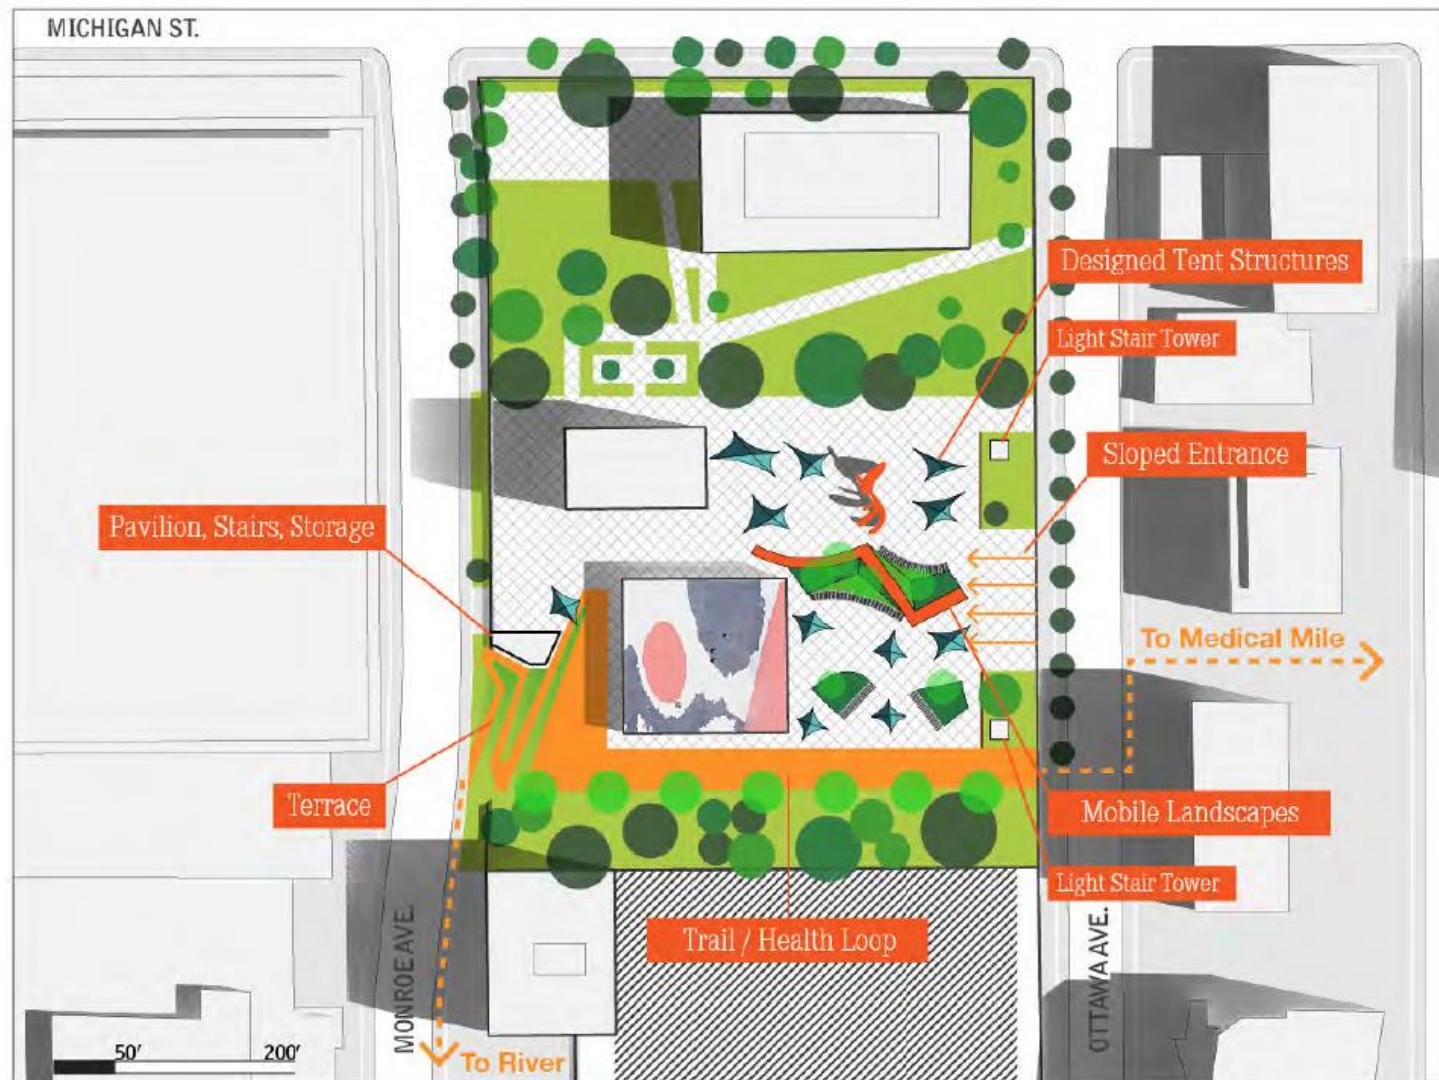 MICHIGAN ST.
Designed Tent Structures
Light Stair Tower
Sloped Entrance
Pavilion, Stairs, Storage
To Medical Mile
Terrace
Mobile Landscapes
Light Stair Tower
Trail / Health Loop
MONROE AVE.
OTTAWA AVE.
50'
200'
To River